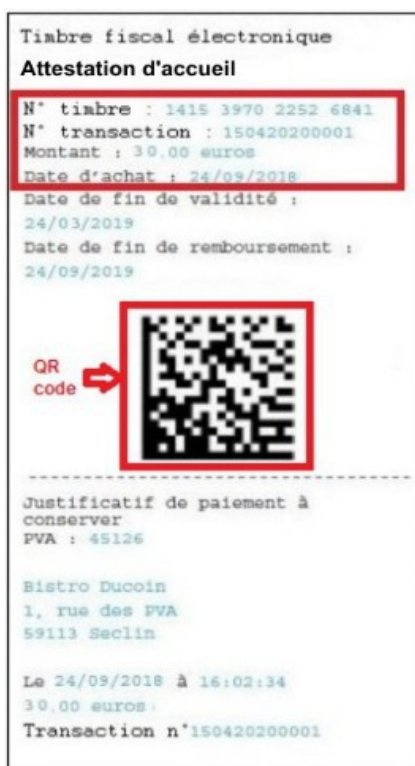 Timbre fiscal électronique
Attestation d'accueil
N° timbre : 1415 3970 2252 6841
N° transaction : 150420200001
Montant : 30.00 euros
Date d'achat : 24/09/2018
Date de fin de validité :
24/03/2019
Date de fin de remboursement :
24/09/2019
QR
code
Justificatif de paiement à
conserver
PVA : 45126
Bistro Ducoin
1, rue des PVA
59113 Seclin
Le 24/09/2018 à 16:02:34
30.00 euros
Transaction n°150420200001